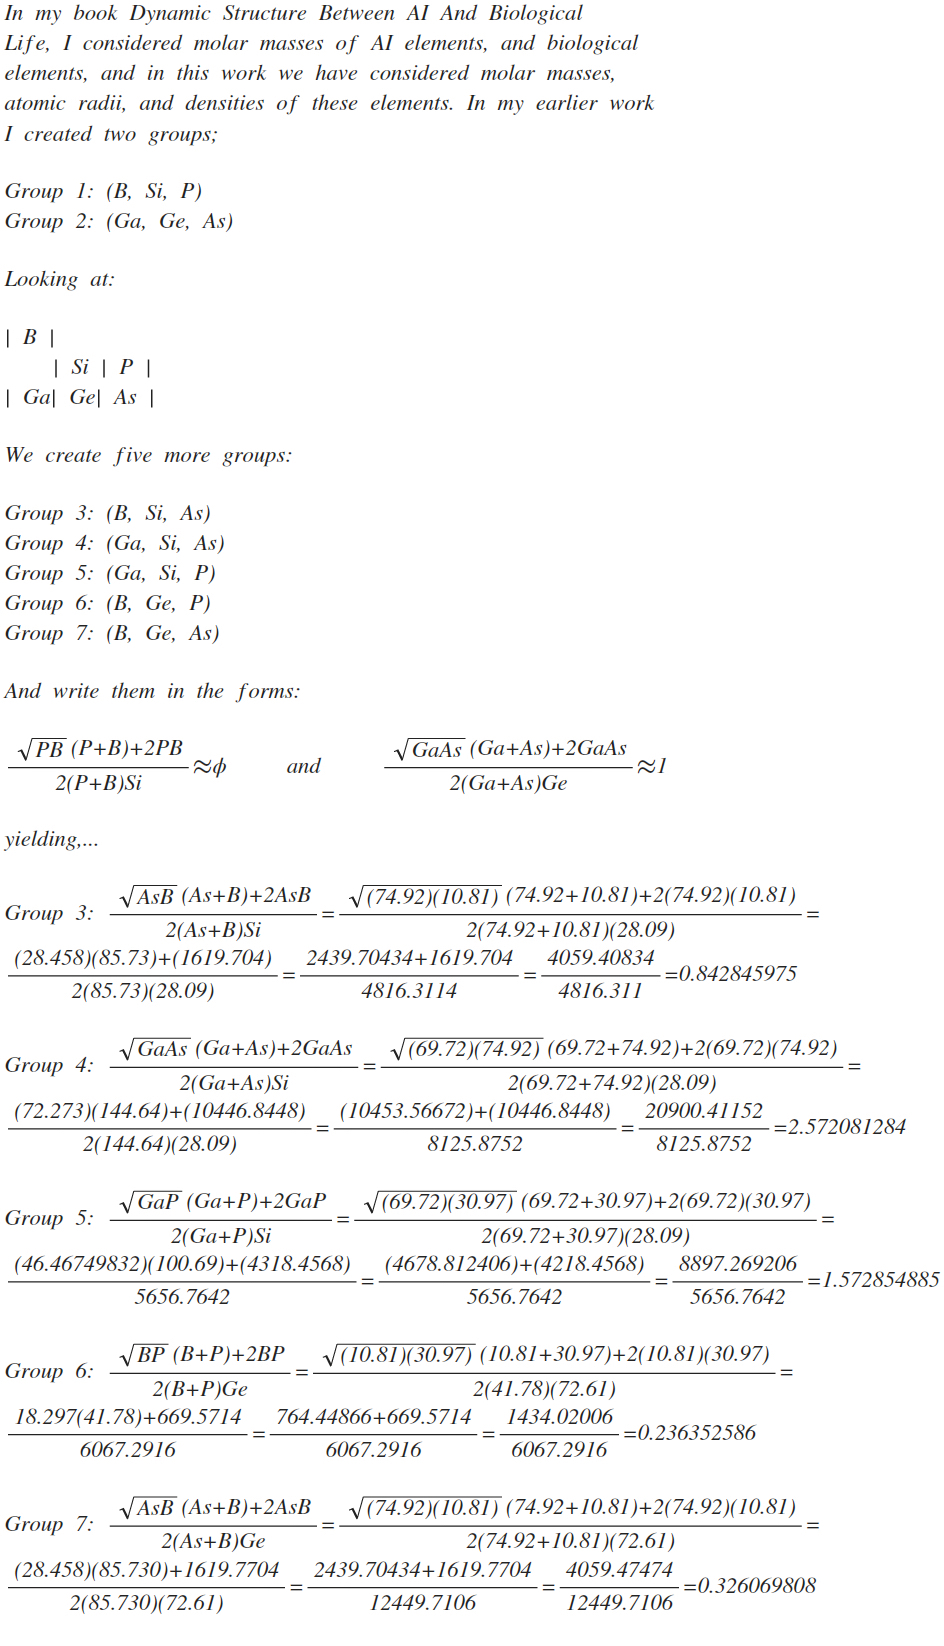 In my book Dynamic Structure Between AI And Biological
Life, I considered molar masses of AI elements, and biological
elements, and in this work we have considered molar masses,
atomic radii, and densities of these elements. In my earlier work
I created two groups;
Group 1: (B, Si, P)
Group 2: (Ga, Ge, As)
Looking at:
| B |
| Si | P |
| Ga| Ge| As |
We create five more groups:
Group 3: (B, Si, As)
Group 4: (Ga, Si, As)
Group 5: (Ga, Si, P)
Group 6: (B, Ge, P)
Group 7: (B, Ge, As)
And write them in the forms:
\frac{\sqrt{PB}(P+B)+2PB}{2(P+B)Si}≈ϕ and \frac{\sqrt{GaAs}(Ga+As)+2GaAs}{2(Ga+As)Ge}≈1
yielding,...
Group 3: \frac{\sqrt{AsB}(As+B)+2AsB}{2(As+B)Si}=\frac{\sqrt{(74.92)(10.81)}(74.92+10.81)+2(74.92)(10.81)}{2(74.92+10.81)(28.09)}=
\frac{(28.458)(85.73)+(1619.704)}{2(85.73)(28.09)}=\frac{2439.70434+1619.704}{4816.3114}=\frac{4059.40834}{4816.311}=0.842845975
Group 4: \frac{\sqrt{GaAs}(Ga+As)+2GaAs}{2(Ga+As)Si}=\frac{\sqrt{(69.72)(74.92)}(69.72+74.92)+2(69.72)(74.92)}{2(69.72+74.92)(28.09)}=
\frac{(72.273)(144.64)+(10446.8448)}{2(144.64)(28.09)}=\frac{(10453.56672)+(10446.8448)}{8125.8752}=\frac{20900.41152}{8125.8752}=2.572081284
Group 5: \frac{\sqrt{GaP}(Ga+P)+2GaP}{2(Ga+P)Si}=\frac{\sqrt{(69.72)(30.97)}(69.72+30.97)+2(69.72)(30.97)}{2(69.72+30.97)(28.09)}=
\frac{(46.46749832)(100.69)+(4318.4568)}{5656.7642}=\frac{(4678.812406)+(4218.4568)}{5656.7642}=\frac{8897.269206}{5656.7642}=1.572854885
Group 6: \frac{\sqrt{BP}(B+P)+2BP}{2(B+P)Ge}=\frac{\sqrt{(10.81)(30.97)}(10.81+30.97)+2(10.81)(30.97)}{2(41.78)(72.61)}=
\frac{18.297(41.78)+669.5714}{6067.2916}=\frac{764.44866+669.5714}{6067.2916}=\frac{1434.02006}{6067.2916}=0.236352586
Group 7: \frac{\sqrt{AsB}(As+B)+2AsB}{2(As+B)Ge}=\frac{\sqrt{(74.92)(10.81)}(74.92+10.81)+2(74.92)(10.81)}{2(74.92+10.81)(72.61)}=
\frac{(28.458)(85.730)+1619.7704}{2(85.730)(72.61)}=\frac{2439.70434+1619.7704}{12449.7106}=\frac{4059.47474}{12449.7106}=0.326069808